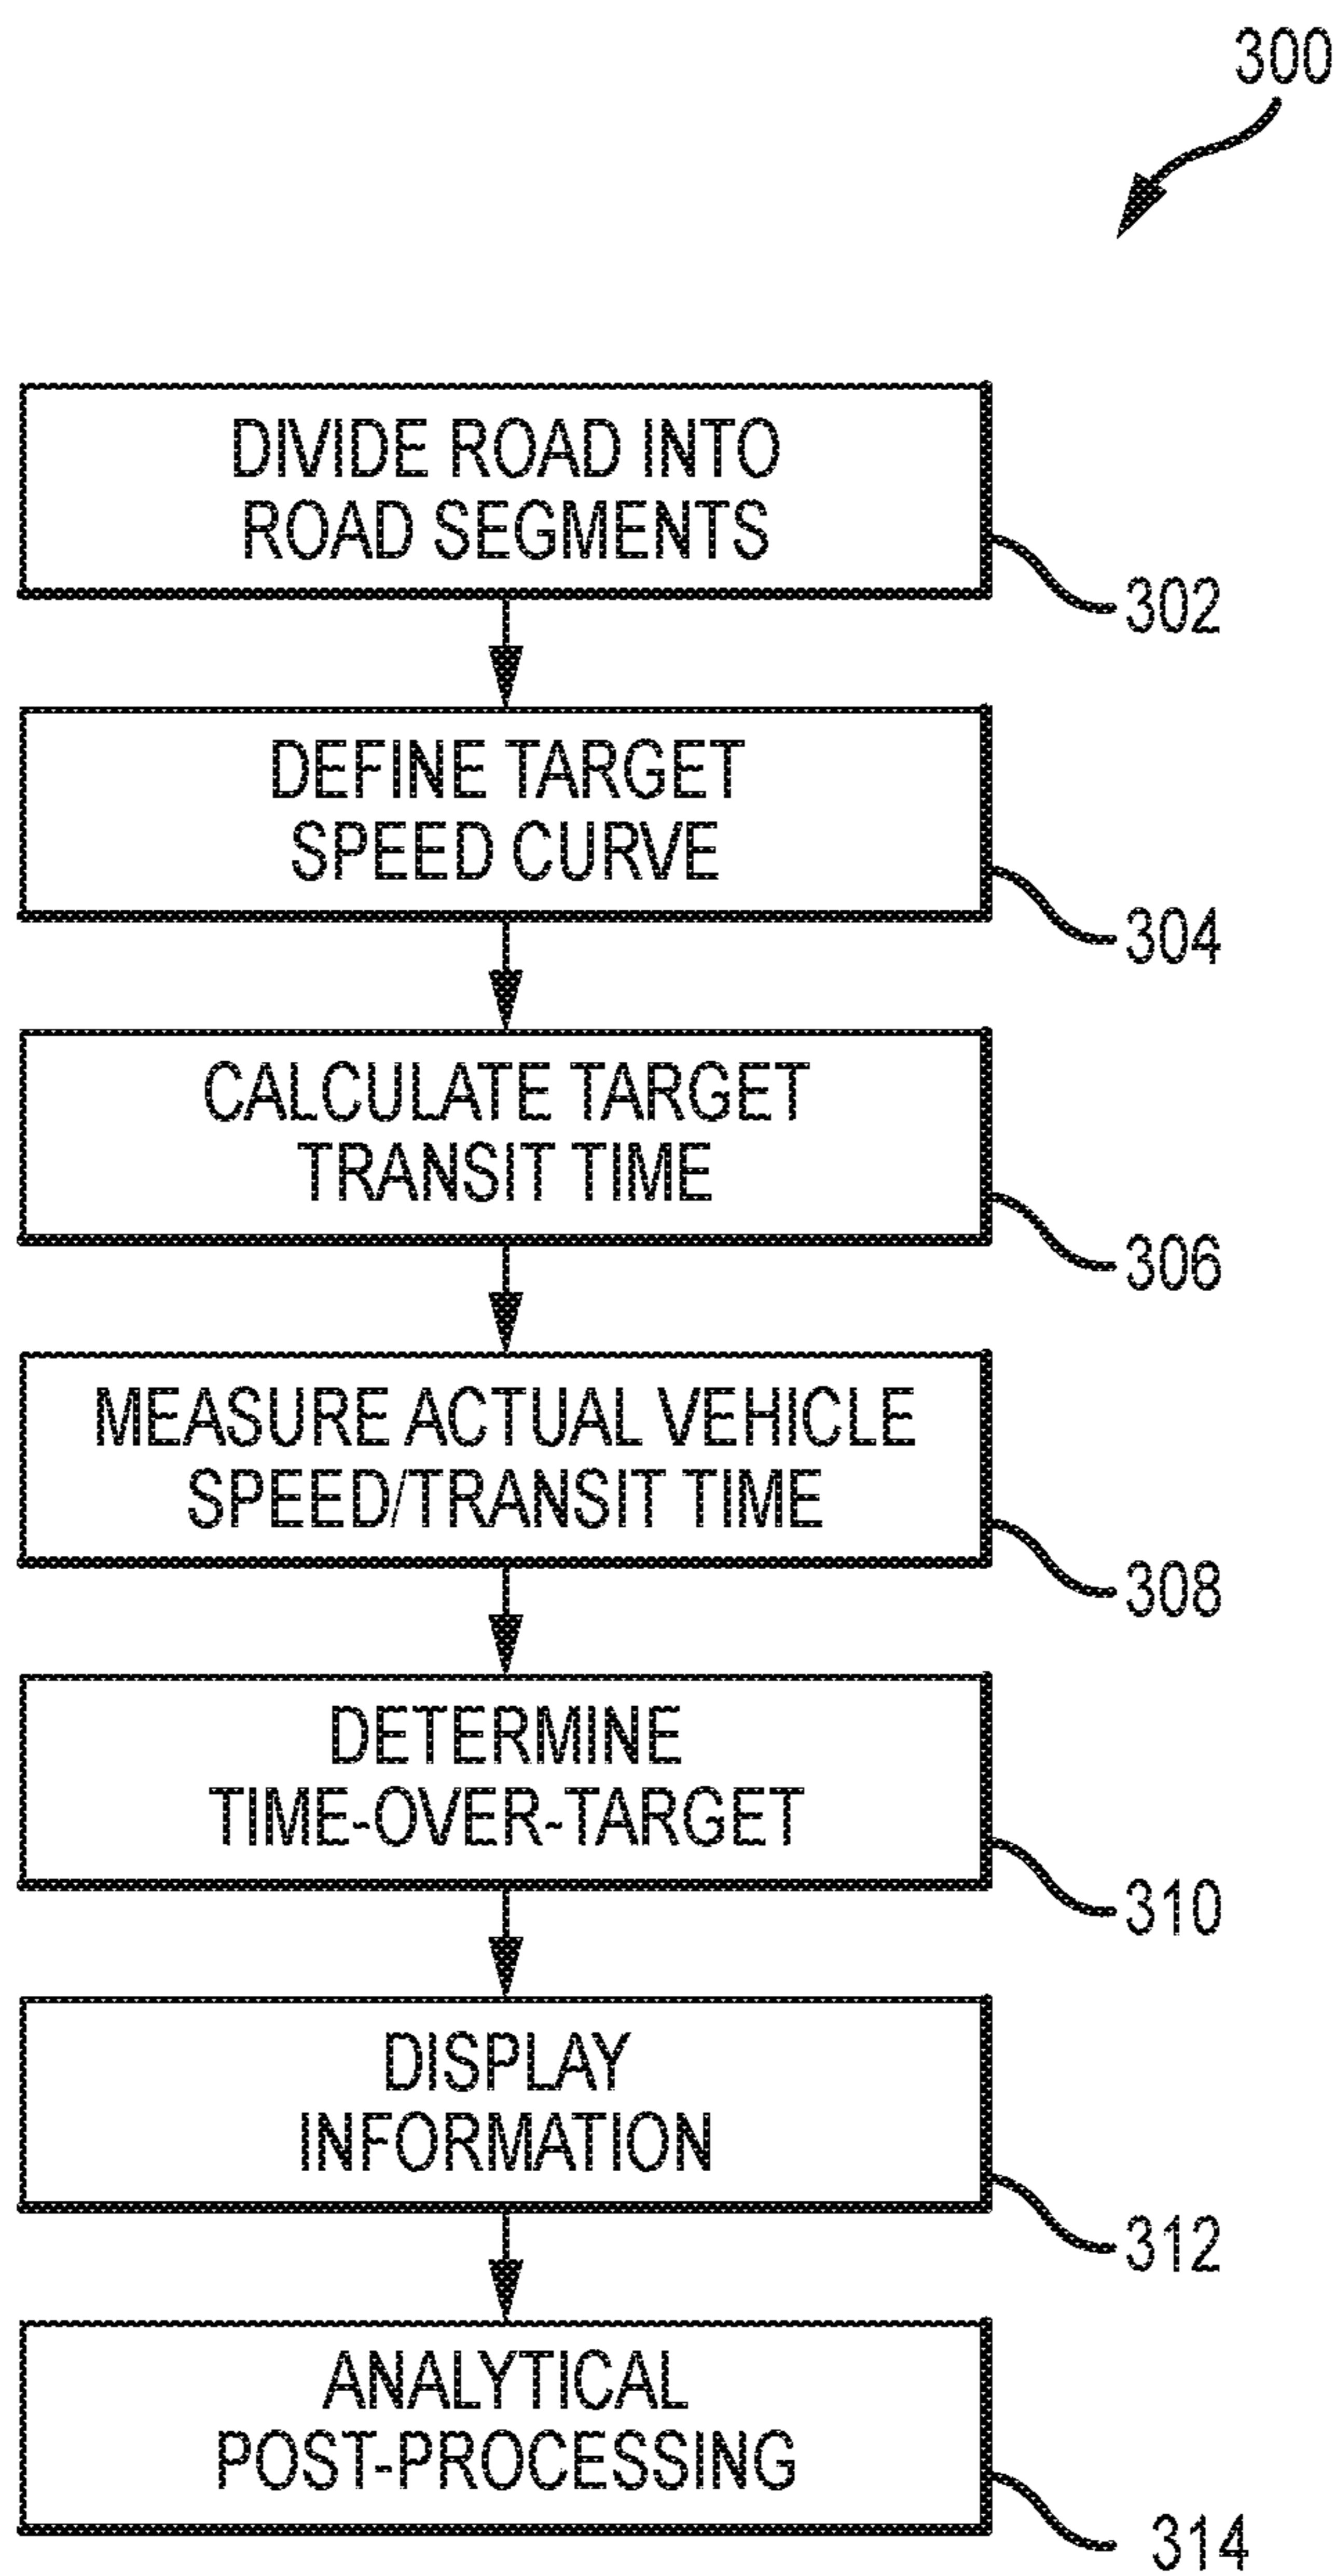 300
DIVIDE ROAD INTO
ROAD SEGMENTS
302
DEFINE TARGET
SPEED CURVE
304
CALCULATE TARGET
TRANSIT TIME
306
MEASURE ACTUAL VEHICLE
SPEED/TRANSIT TIME
308
DETERMINE
TIME-OVER-TARGET
310
DISPLAY
INFORMATION
312
ANALYTICAL
POST-PROCESSING
314